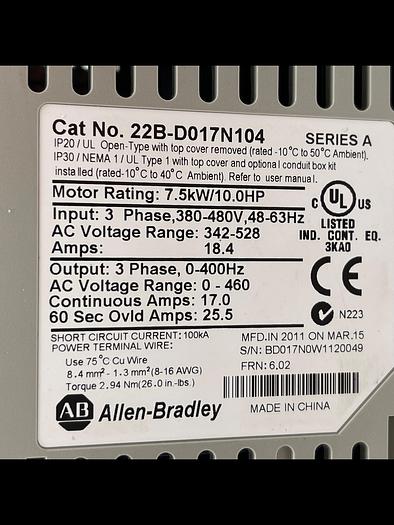 Cat No. 22B-D017N104 SERIES A
IP20 / UL Open-Type with top cover removed (rated -10°C to 50°C Ambient).
IP30 / NEMA 1 / UL Type 1 with top cover and optional conduit box kit
installed (rated-10°C to 40°C Ambient). Refer to user manual.
Motor Rating: 7.5kW/10.0HP
Input: 3 Phase,380-480V,48-63Hz
AC Voltage Range: 342-528
Amps: 18.4
Output: 3 Phase, 0-400Hz
AC Voltage Range: 0 - 460
Continuous Amps: 17.0
60 Sec Ovld Amps: 25.5
C UL US
LISTED
IND. CONT. EQ.
3KA0
CE
N223
SHORT CIRCUIT CURRENT: 100kA
POWER TERMINAL WIRE:
Use 75°C Cu Wire
8.4 mm² - 1.3 mm² (8-16 AWG)
Torque 2.94 Nm (26.0 in.-lbs.)
MFD.IN 2011 ON MAR.15
S/N: BD017N0W1120049
FRN: 6.02
AB Allen-Bradley
MADE IN CHINA